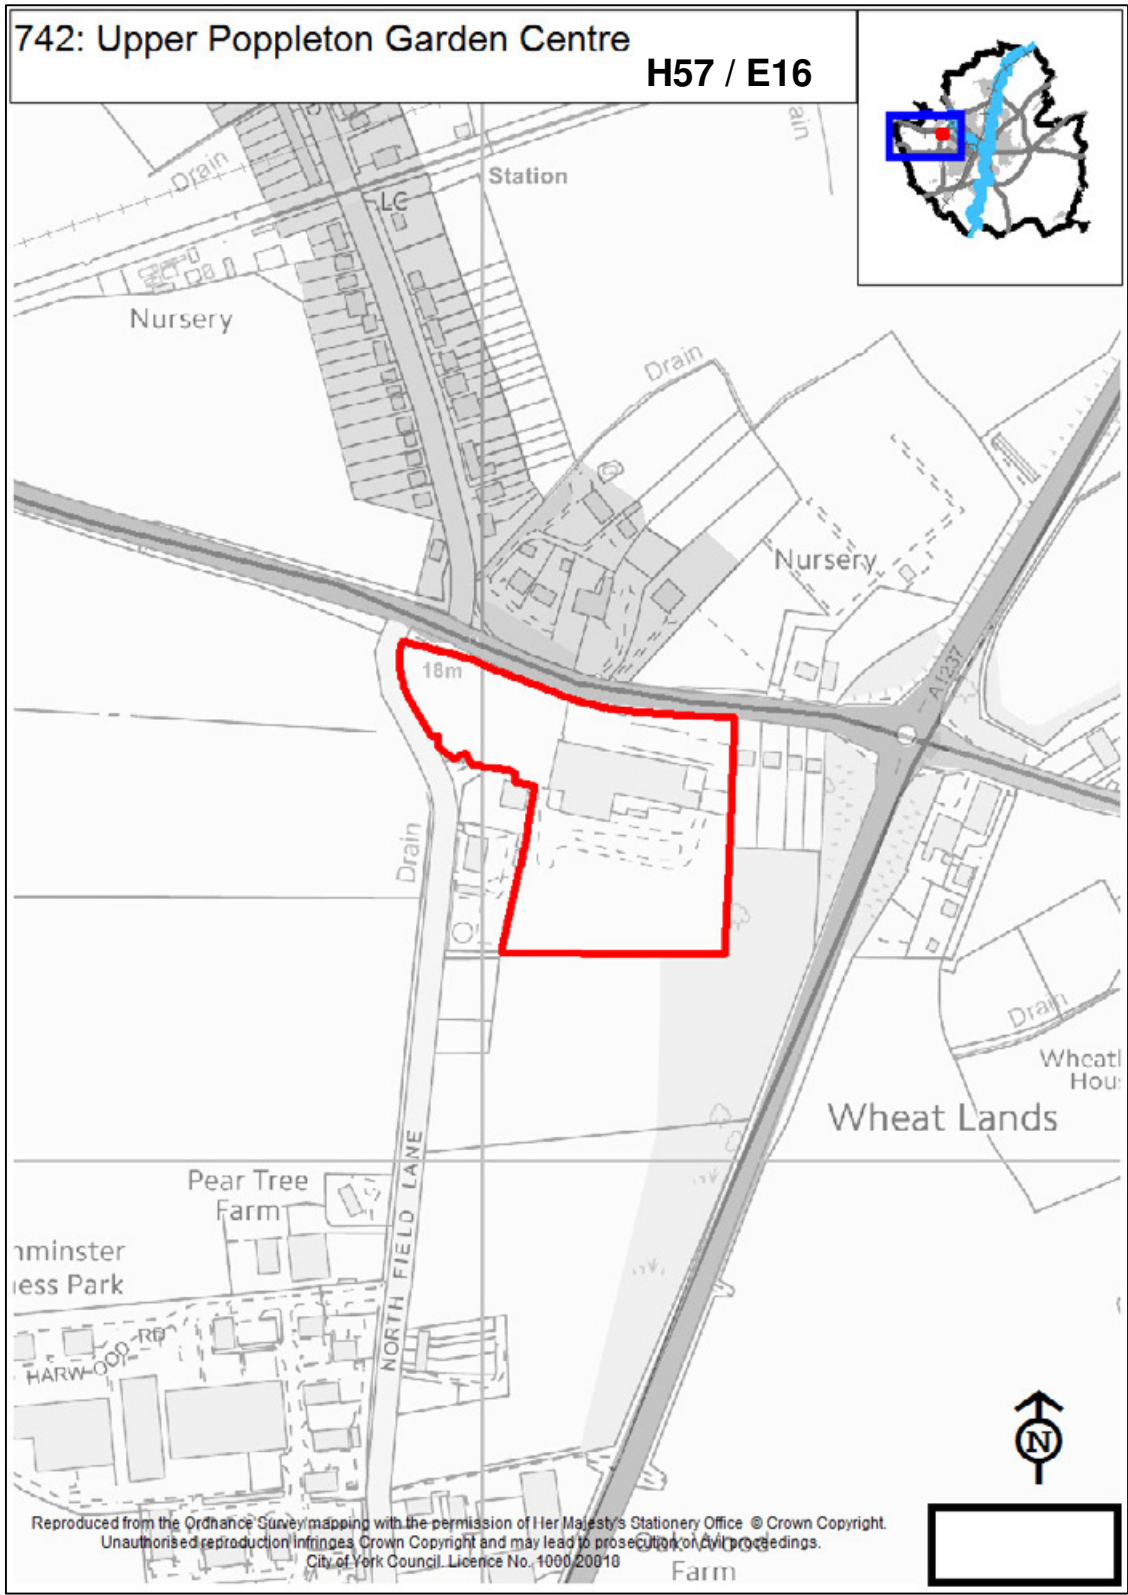 742: Upper Poppleton Garden Centre
H57 / E16
Drain
Station
LC
Nursery
Drain
Nursery
A1237
18m
Drain
Drain
Wheat Lands
Pear Tree
Farm
NORTH FIELD LANE
ess Park
HARWOOD RD
N
Reproduced from the Ordnance Survey mapping with the permission of Her Majesty's Stationery Office © Crown Copyright.
Unauthorised reproduction infringes Crown Copyright and may lead to prosecution or civil proceedings.
City of York Council. Licence No. 1000 20818
Oak Wood
Farm